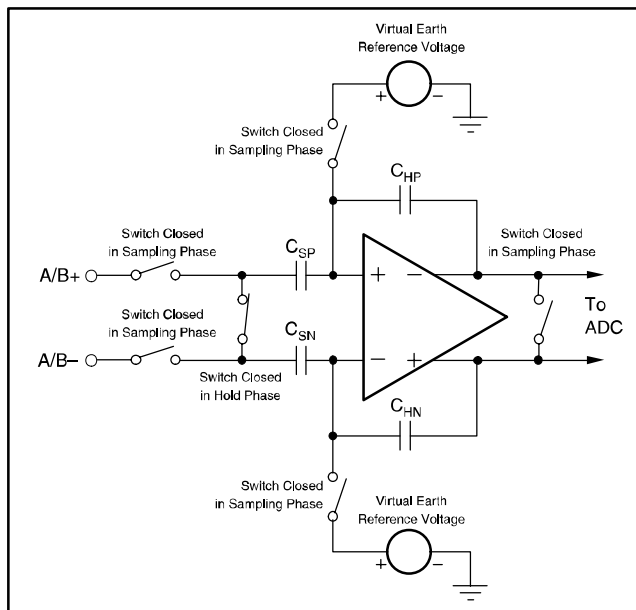 Virtual Earth
Reference Voltage
+ −
Switch Closed
in Sampling Phase
CHP
Switch Closed
in Sampling Phase
Switch Closed
in Sampling Phase
CSP
A/B+
+ −
To
ADC
Switch Closed
in Sampling Phase
CSN
A/B−
− +
Switch Closed
in Hold Phase
CHN
Switch Closed
in Sampling Phase
Virtual Earth
Reference Voltage
+ −